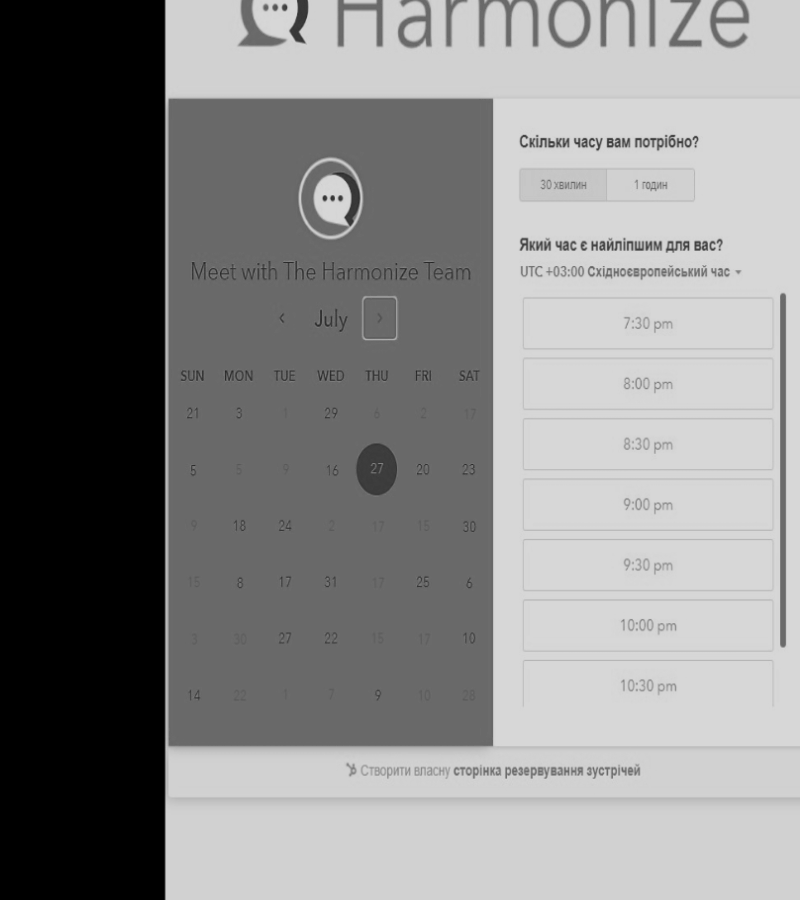 Harmonize
Meet with The Harmonize Team
July
SUN MON TUE WED THU FRI SAT
21 3 1 29 6 2 17
5 5 9 16 27 20 23
9 18 24 2 17 15 30
15 8 17 31 17 25 6
3 30 27 22 15 17 10
14 22 1 7 9 10 28
Скільки часу вам потрібно?
30 хвилин 1 годин
Який час є найліпшим для вас?
UTC +03:00 Східноєвропейський час
7:30 pm
8:00 pm
8:30 pm
9:00 pm
9:30 pm
10:00 pm
10:30 pm
Створити власну сторінка резервування зустрічей